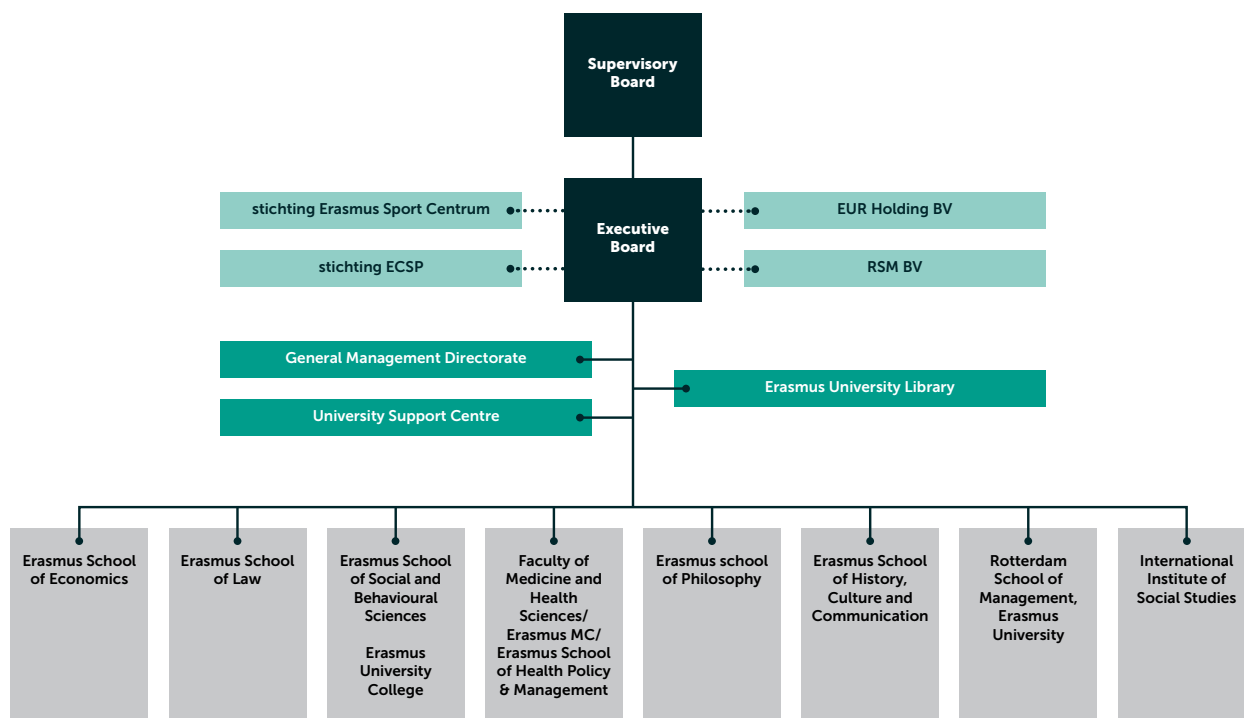 Supervisory
Board
stichting Erasmus Sport Centrum
EUR Holding BV
Executive
Board
stichting ECSP
RSM BV
General Management Directorate
Erasmus University Library
University Support Centre
Erasmus School
of Economics
Erasmus School
of Law
Erasmus School
of Social and
Behavioural
Sciences
Erasmus
University
College
Faculty of
Medicine and
Health
Sciences/
Erasmus MC/
Erasmus School
of Health Policy
& Management
Erasmus school
of Philosophy
Erasmus School
of History,
Culture and
Communication
Rotterdam
School of
Management,
Erasmus
University
International
Institute of
Social Studies